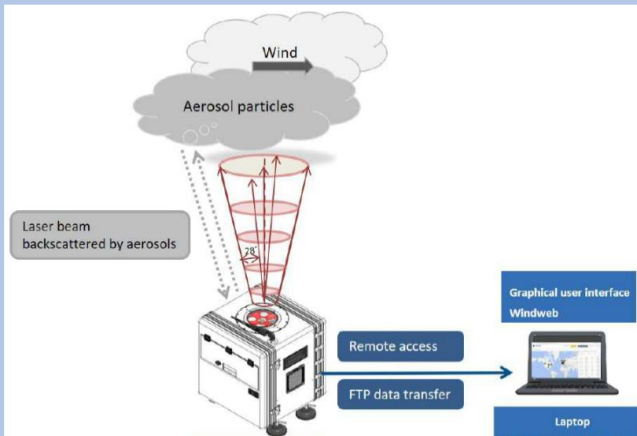 Wind
Aerosol particles
Laser beam
backscattered by aerosols
28°
Graphical user interface
Windweb
Remote access
FTP data transfer
Laptop